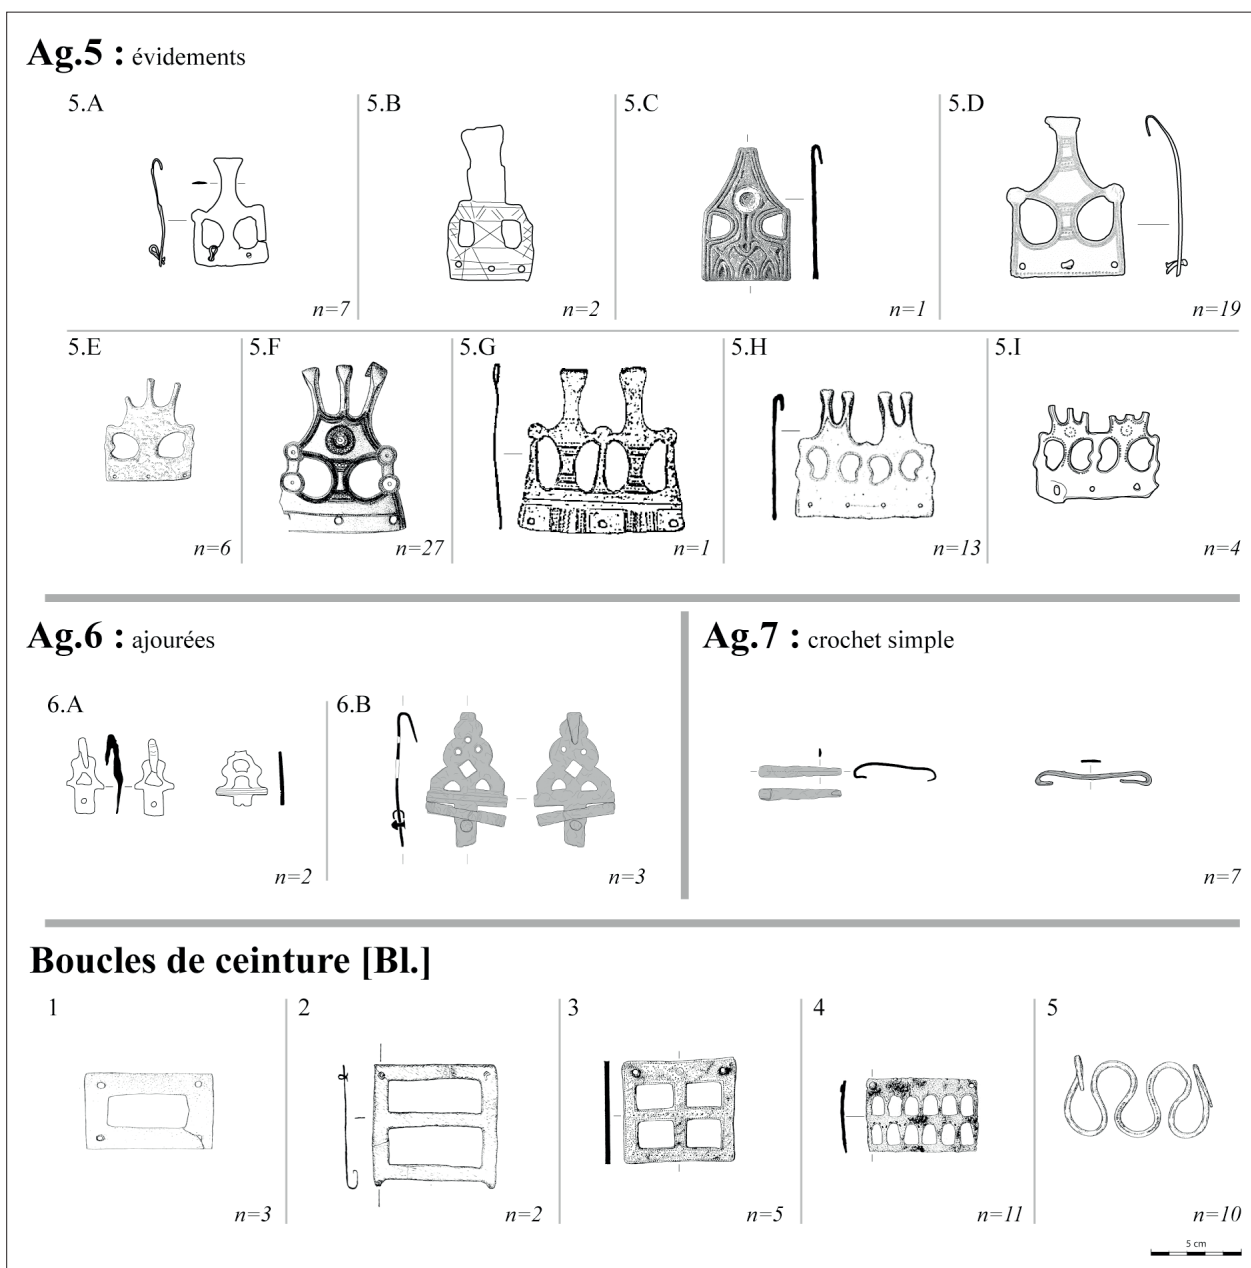 Ag.5 : évidements
5.A 5.B 5.C 5.D
n=7 n=2 n=1 n=19
5.E 5.F 5.G 5.H 5.I
n=6 n=27 n=1 n=13 n=4
Ag.6 : ajourées
6.A 6.B
n=2 n=3
Ag.7 : crochet simple
n=7
Boucles de ceinture [Bl.]
1 2 3 4 5
n=3 n=2 n=5 n=11 n=10
5 cm